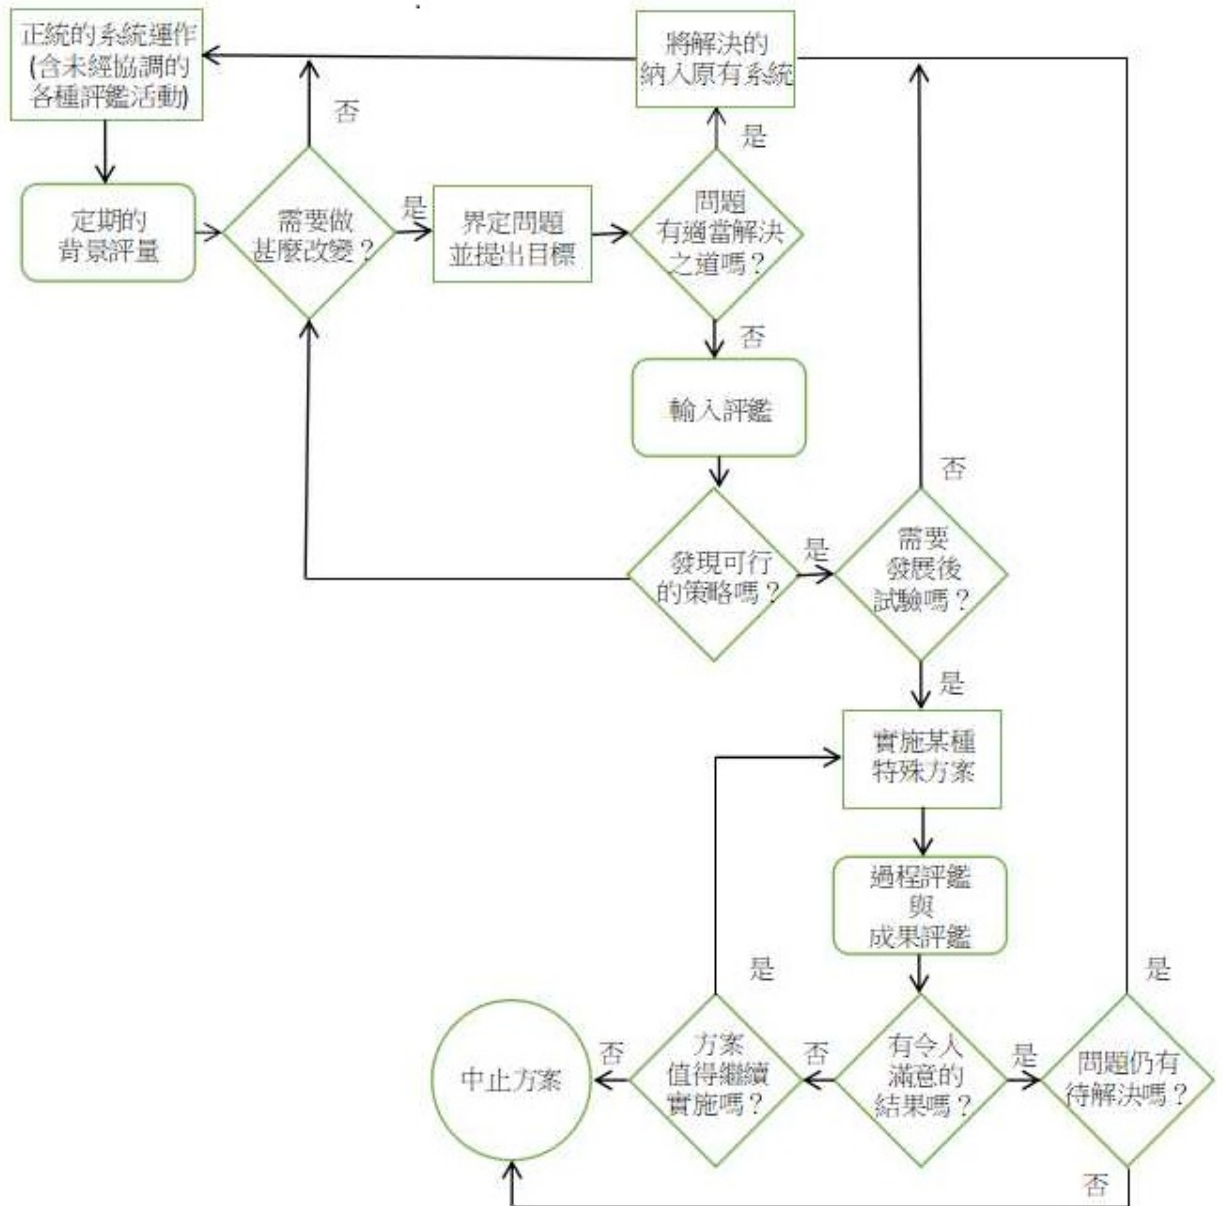 正統的系統運作
(含未經協調的
各種評鑑活動)
將解決的
納入原有系統
否
是
定期的
背景評量
需要做
甚麼改變？
是
界定問題
並提出目標
問題
有適當解決
之道嗎？
否
輸入評鑑
否
發現可行
的策略嗎？
是
需要
發展後
試驗嗎？
是
實施某種
特殊方案
過程評鑑
與
成果評鑑
是
是
中止方案
否
方案
值得繼續
實施嗎？
否
有令人
滿意的
結果嗎？
是
問題仍有
待解決嗎？
否